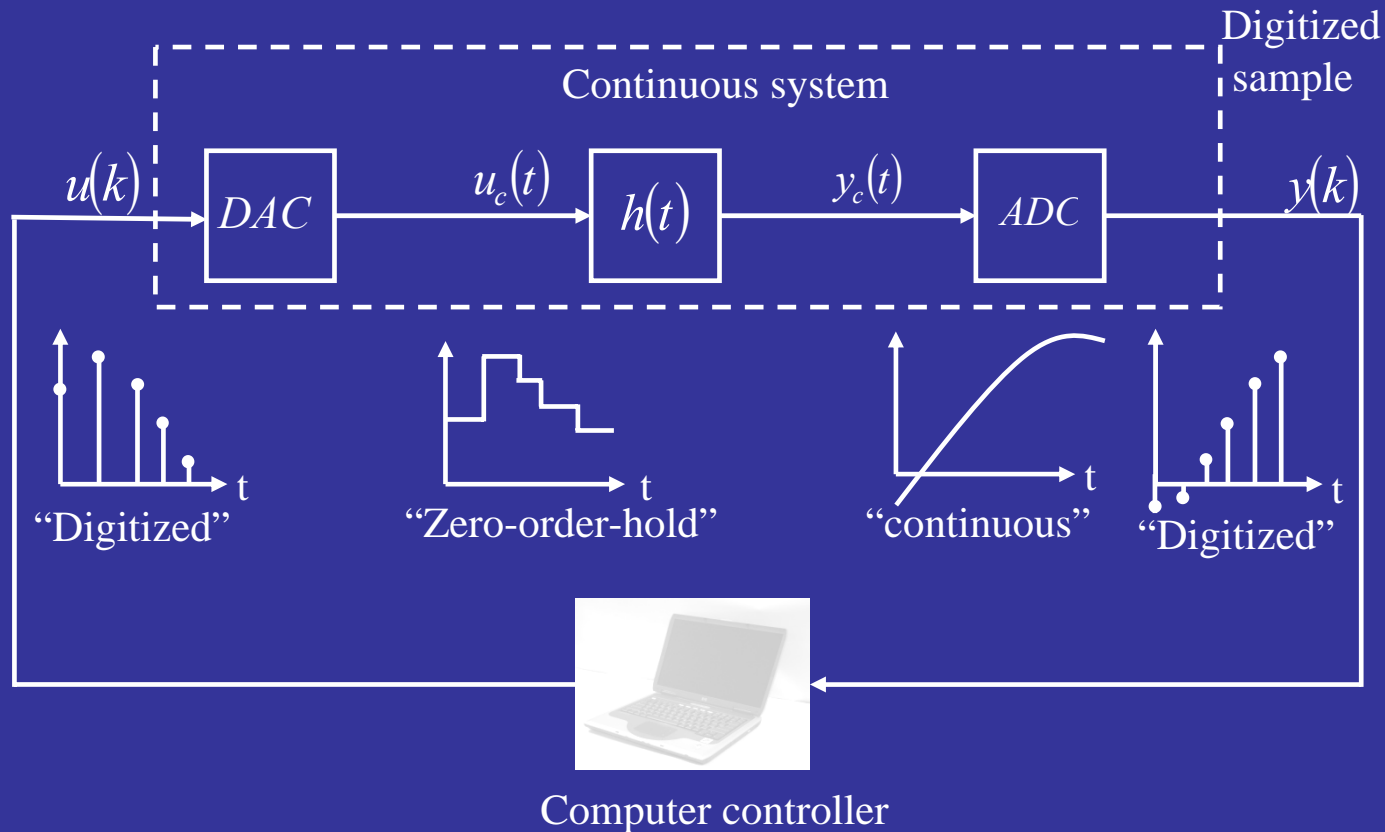 Digitized
sample
Continuous system
u(k)
DAC
u_c(t)
h(t)
y_c(t)
ADC
y(k)
t
“Digitized”
t
“Zero-order-hold”
t
“continuous”
t
“Digitized”
Computer controller